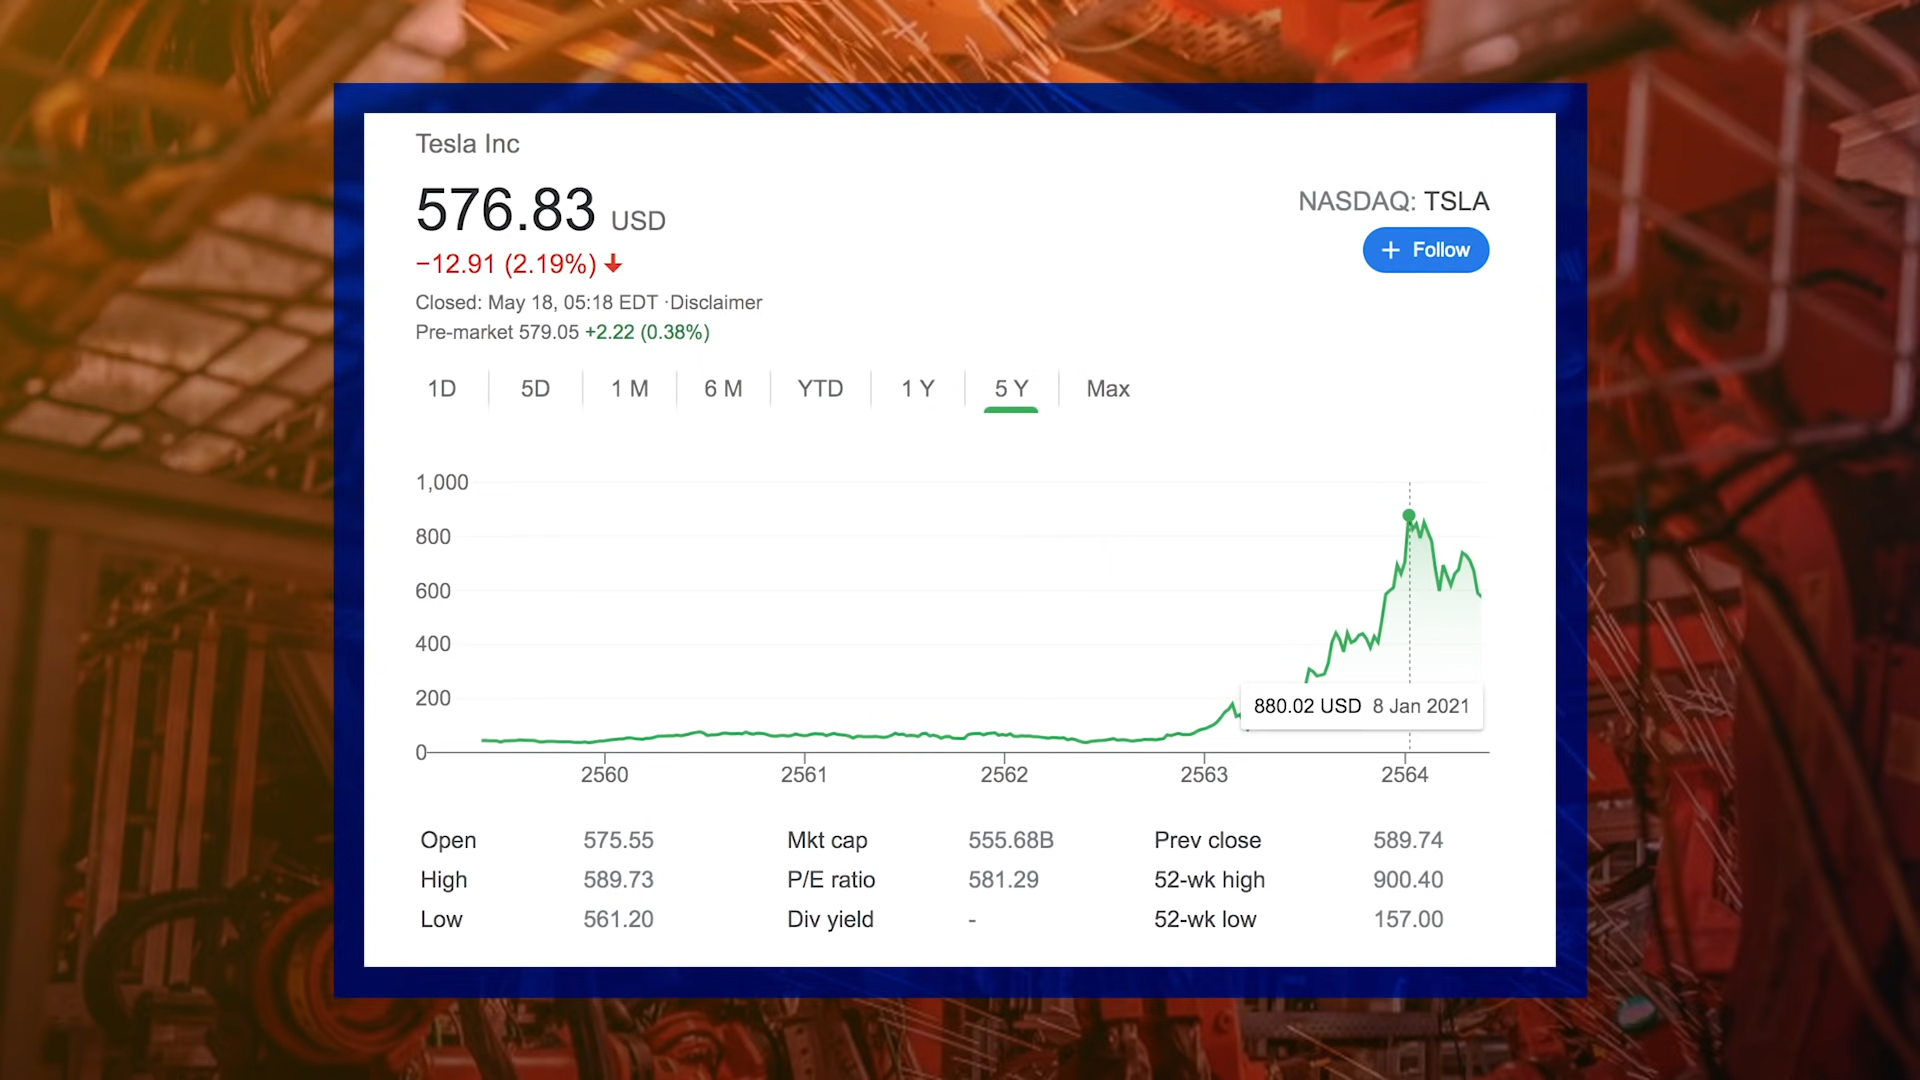 Tesla Inc
576.83 USD
NASDAQ: TSLA
−12.91 (2.19%)
+ Follow
Closed: May 18, 05:18 EDT ·Disclaimer
Pre-market 579.05 +2.22 (0.38%)
1D 5D 1 M 6 M YTD 1 Y 5 Y Max
1,000
800
600
400
200
880.02 USD 8 Jan 2021
0
2560 2561 2562 2563 2564
Open 575.55 Mkt cap 555.68B Prev close 589.74
High 589.73 P/E ratio 581.29 52-wk high 900.40
Low 561.20 Div yield - 52-wk low 157.00